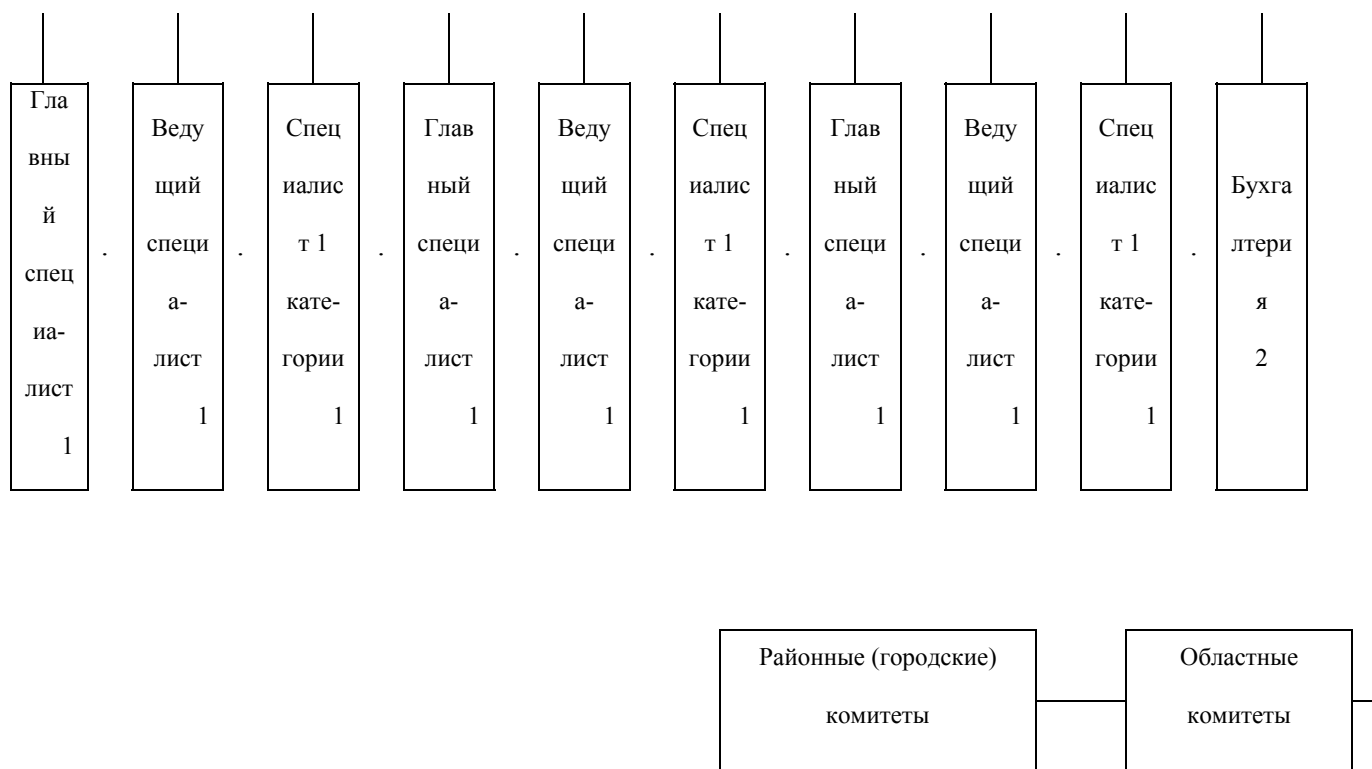 Гла
вны
й
спец
иа-
лист
1
.
Веду
щий
специ
а-
лист
1
.
Спец
иалис
т 1
кате-
гории
1
.
Глав
ный
специ
а-
лист
1
.
Веду
щий
специ
а-
лист
1
.
Спец
иалис
т 1
кате-
гории
1
.
Глав
ный
специ
а-
лист
1
.
Веду
щий
специ
а-
лист
1
.
Спец
иалис
т 1
кате-
гории
1
.
Бухга
лтери
я
2
Районные (городские)
комитеты
Областные
комитеты